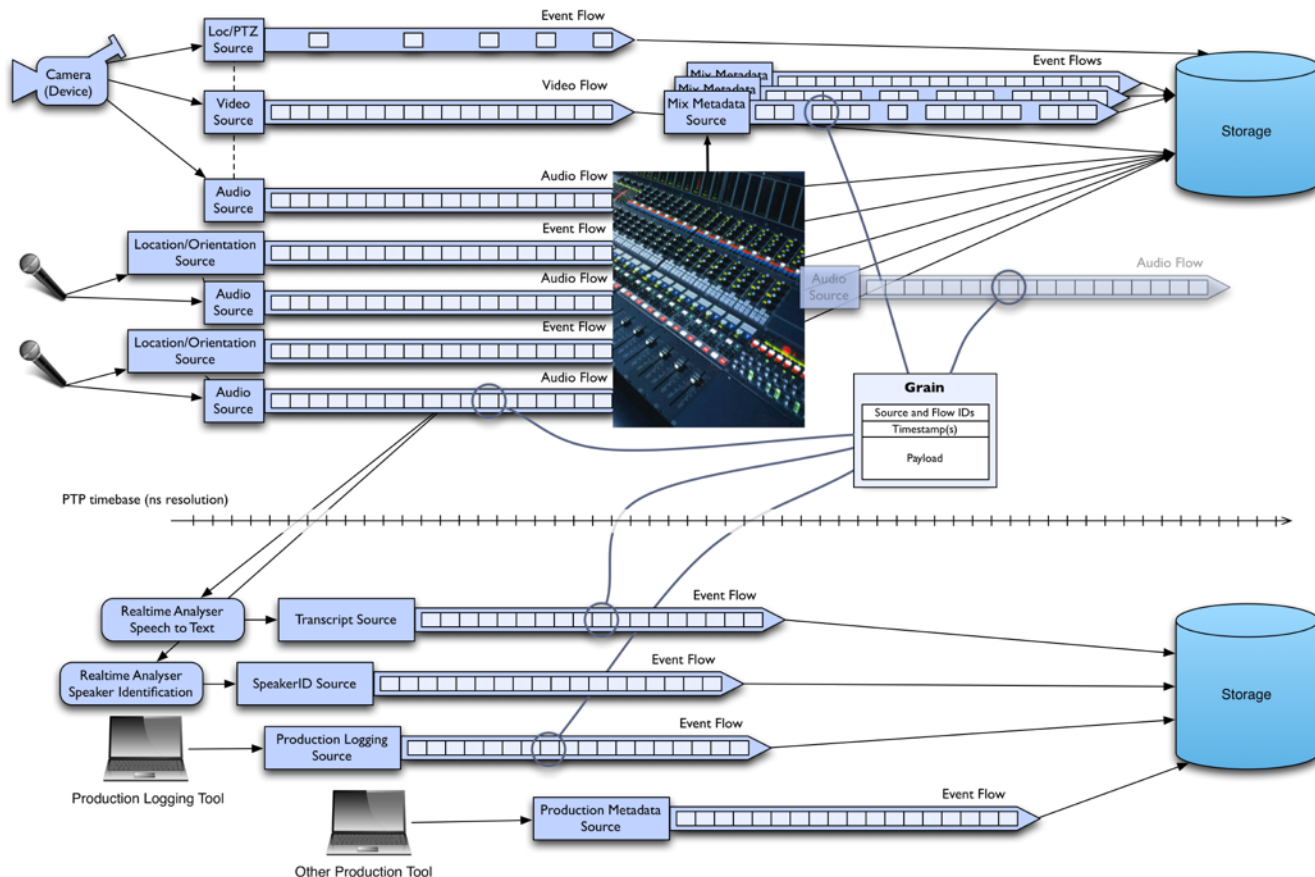 Event Flow
Loc/PTZ
Source
Camera
(Device)
Video Flow
Video
Source
Event Flows
Mix Metadata
Mix Metadata
Mix Metadata
Source
Storage
Audio Flow
Audio
Source
Event Flow
Location/Orientation
Source
Audio Flow
Audio
Source
Audio Flow
Audio
Source
Event Flow
Location/Orientation
Source
Audio Flow
Audio
Source
Grain
Source and Flow IDs
Timestamp(s)
Payload
PTP timebase (ns resolution)
Realtime Analyser
Speech to Text
Transcript Source
Event Flow
Realtime Analyser
Speaker Identification
SpeakerID Source
Event Flow
Storage
Production Logging
Source
Event Flow
Production Logging Tool
Production Metadata
Source
Event Flow
Other Production Tool